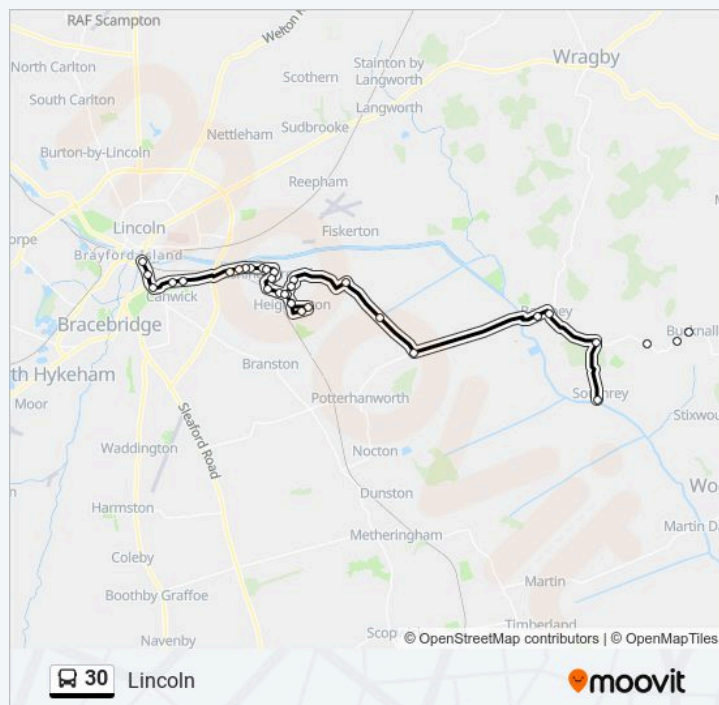 RAF Scampton
Welton R
Wragby
North Carlton
Scothern
Stainton by
Langworth
South Carlton
Langworth
Nettleham
Sudbrooke
Burton-by-Lincoln
Reepham
Lincoln
Fiskerton
orpe
Brayford Island
Canwick
Bracebridge
Bucknall
Branston
th Hykeham
Potterhanworth
Moor
Stixwou
Sleaford Road
Waddington
Nocton
Wo
Dunston
Harmston
Metheringham
Martin Da
Coleby
Martin
Boothby Graffoe
Timberland
Scop
Navenby
© OpenStreetMap contributors | © OpenMapTiles
30 Lincoln
moovit